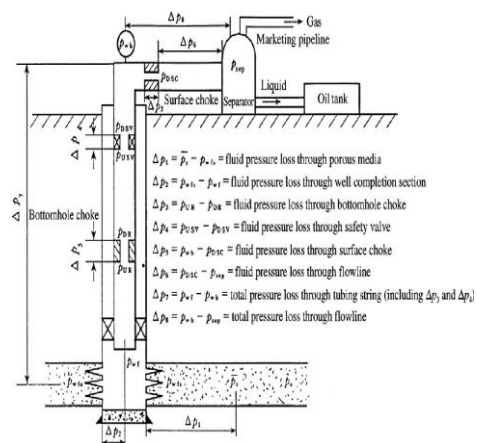 Δp₈
Gas
Marketing pipeline
p_wh
Δp₆
p_sep
p_DSC
Liquid
Δp₅
Surface choke
Separator
Oil tank
Δp₄
p_DSV
p_USV
Δp₁ = p̄_r − p_wfs = fluid pressure loss through porous media
Δp₂ = p_wfs − p_wf = fluid pressure loss through well completion section
Δp₇
Bottomhole choke
Δp₃ = p_UR − p_DR = fluid pressure loss through bottomhole choke
p_DR
Δp₄ = p_USV − p_DSV = fluid pressure loss through safety valve
Δp₃
Δp₅ = p_wh − p_DSC = fluid pressure loss through surface choke
p_UR
Δp₆ = p_DSC − p_sep = fluid pressure loss through flowline
Δp₇ = p_wf − p_wh = total pressure loss through tubing string (including Δp₃ and Δp₄)
Δp₈ = p_wh − p_sep = total pressure loss through flowline
p_wf
p_wfs
p_wfs
Δp₂
Δp₁